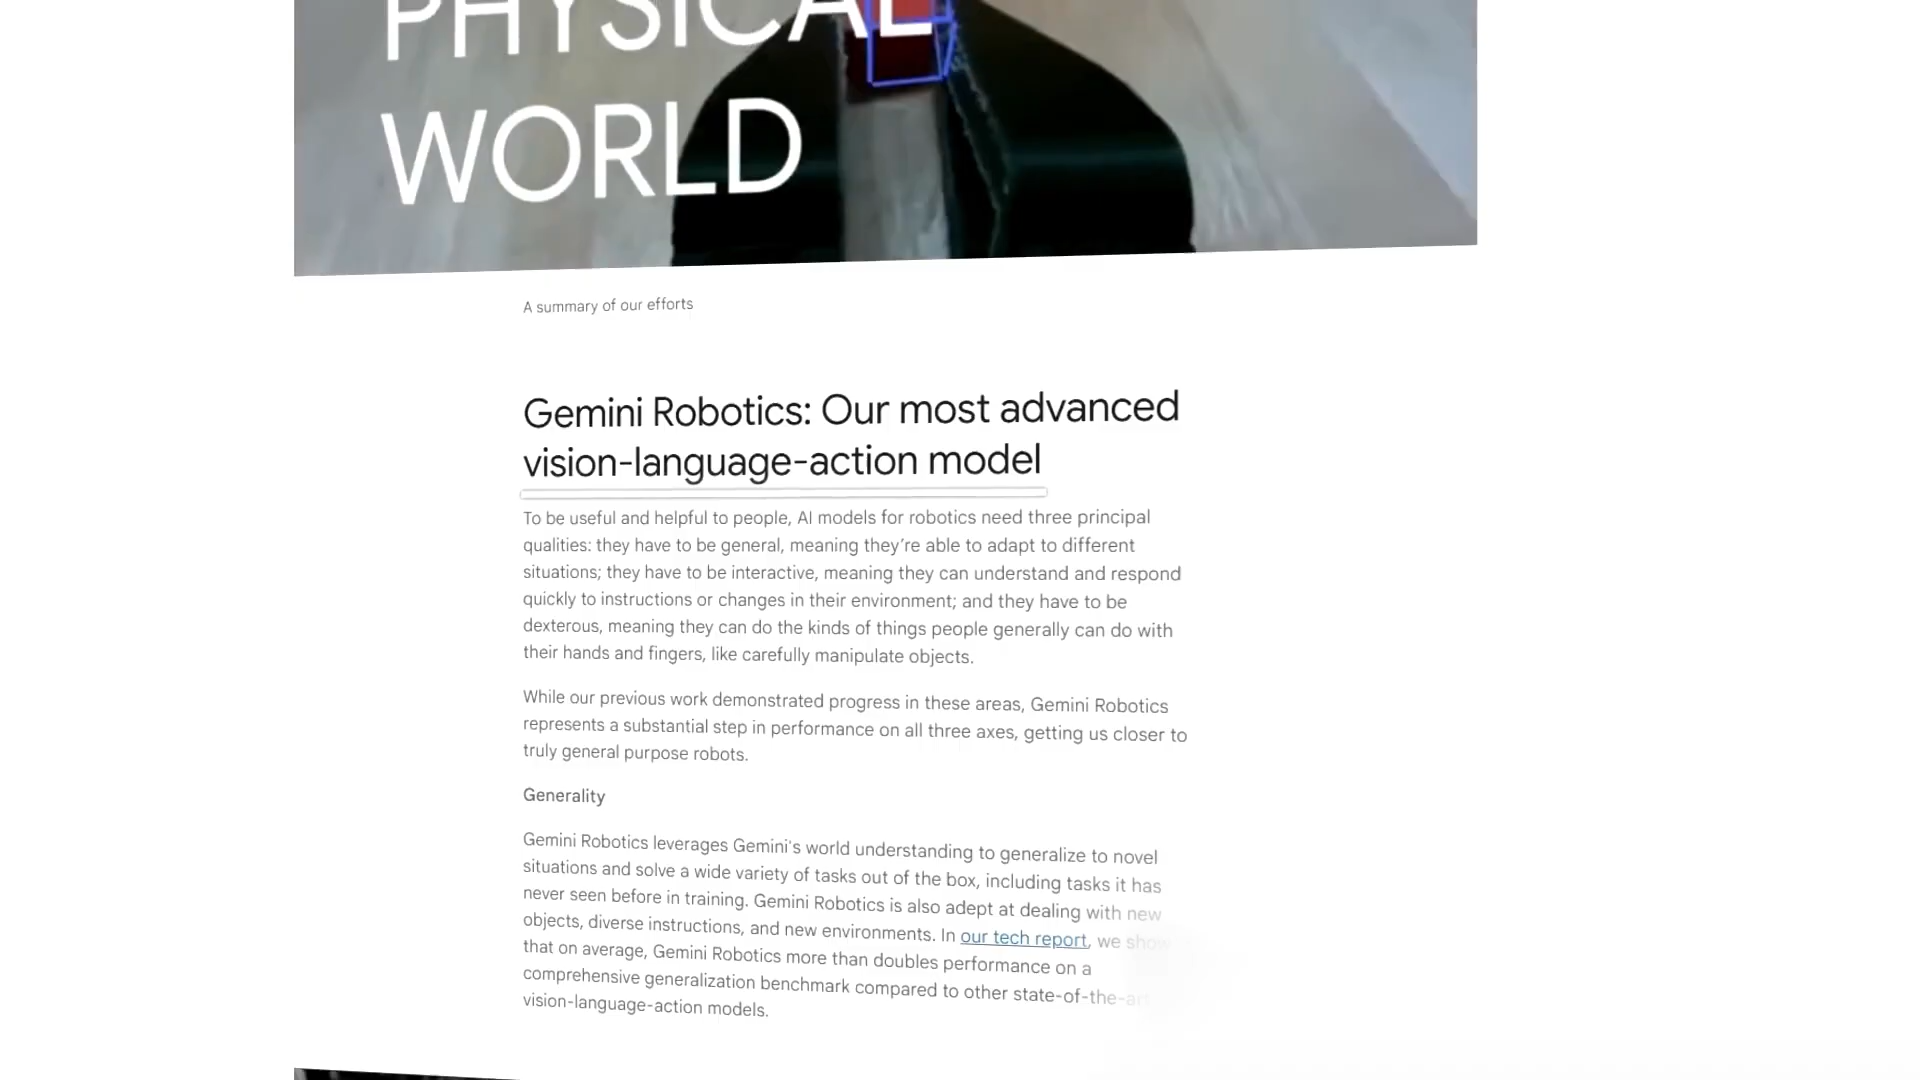 PHYSICAL
WORLD
A summary of our efforts
Gemini Robotics: Our most advanced
vision-language-action model
To be useful and helpful to people, AI models for robotics need three principal
qualities: they have to be general, meaning they're able to adapt to different
situations; they have to be interactive, meaning they can understand and respond
quickly to instructions or changes in their environment; and they have to be
dexterous, meaning they can do the kinds of things people generally can do with
their hands and fingers, like carefully manipulate objects.
While our previous work demonstrated progress in these areas, Gemini Robotics
represents a substantial step in performance on all three axes, getting us closer to
truly general purpose robots.
Generality
Gemini Robotics leverages Gemini's world understanding to generalize to novel
situations and solve a wide variety of tasks out of the box, including tasks it has
never seen before in training. Gemini Robotics is also adept at dealing with new
objects, diverse instructions, and new environments. In our tech report, we show
that on average, Gemini Robotics more than doubles performance on a
comprehensive generalization benchmark compared to other state-of-the-art
vision-language-action models.